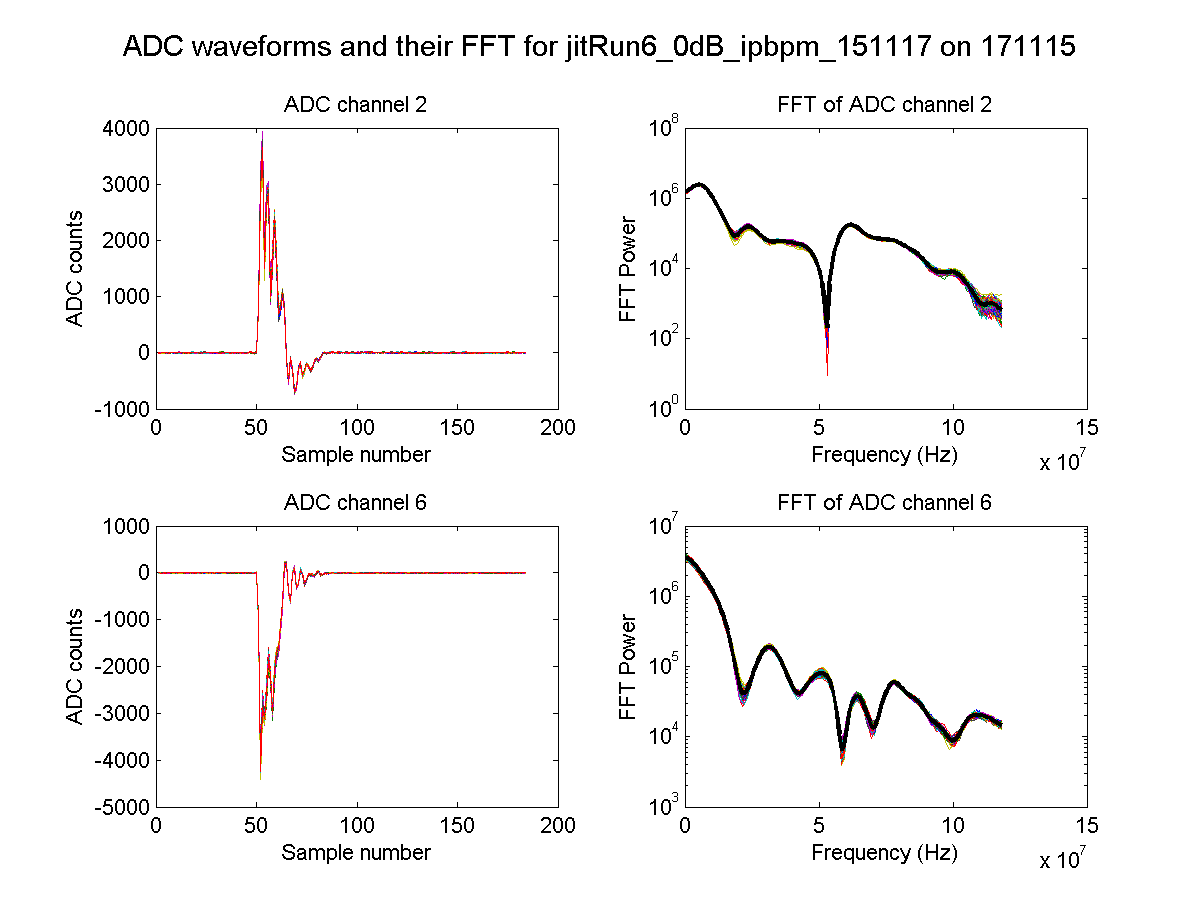 ADC waveforms and their FFT for jitRun6_0dB_ipbpm_151117 on 171115
ADC channel 2
4000
3000
2000
1000
0
-1000
0
50
100
150
200
ADC counts
Sample number
FFT of ADC channel 2
10^8
10^6
10^4
10^2
10^0
0
5
10
15
FFT Power
Frequency (Hz)
x 10^7
ADC channel 6
1000
0
-1000
-2000
-3000
-4000
-5000
0
50
100
150
200
ADC counts
Sample number
FFT of ADC channel 6
10^7
10^6
10^5
10^4
10^3
0
5
10
15
FFT Power
Frequency (Hz)
x 10^7